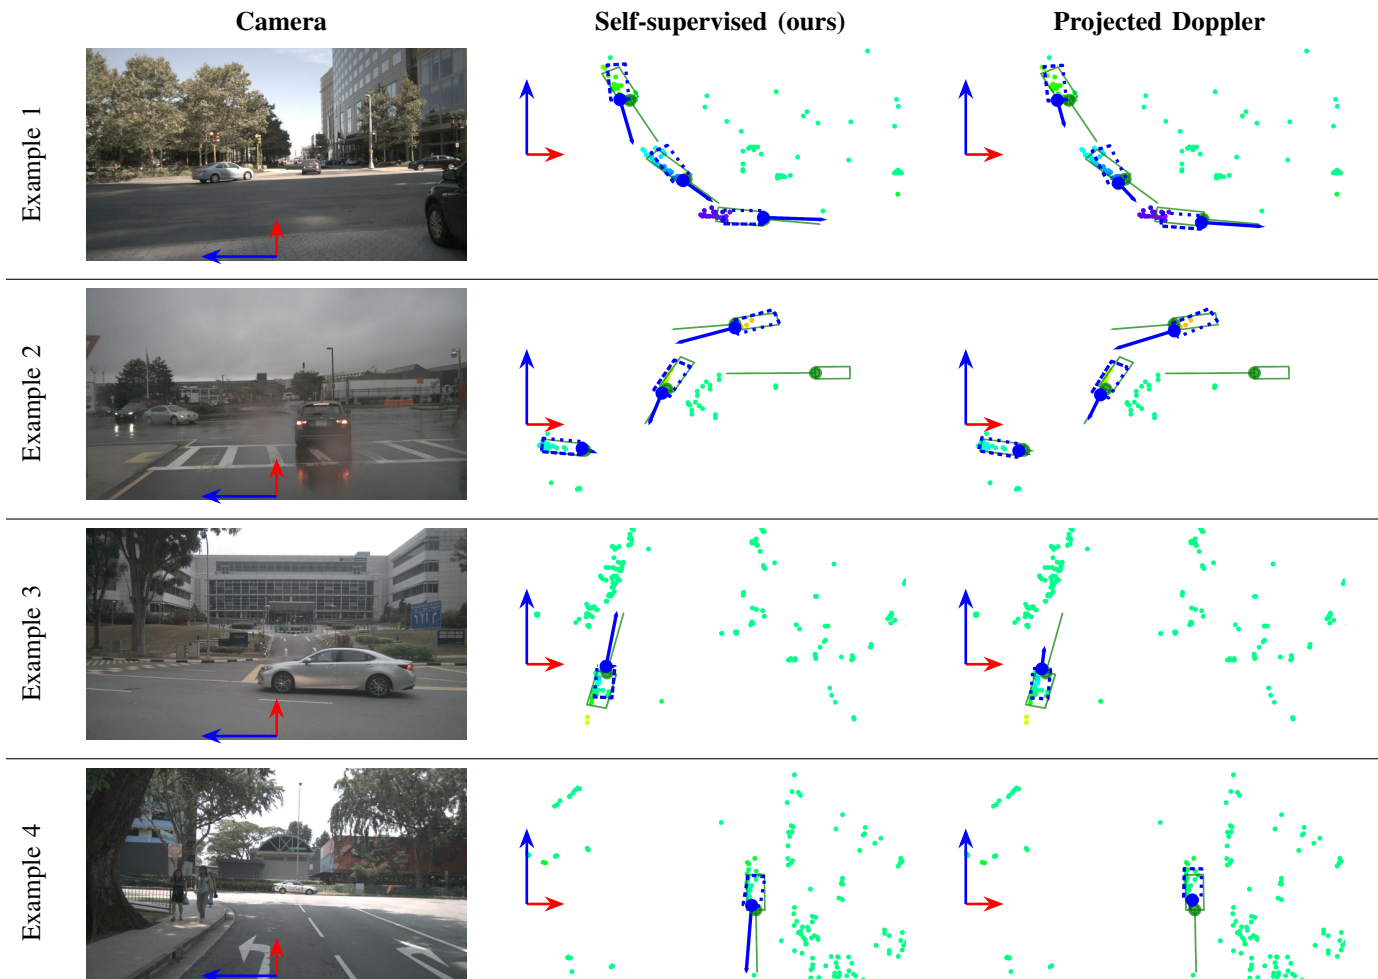 Camera Self-supervised (ours) Projected Doppler
Example 1
Example 2
Example 3
Example 4